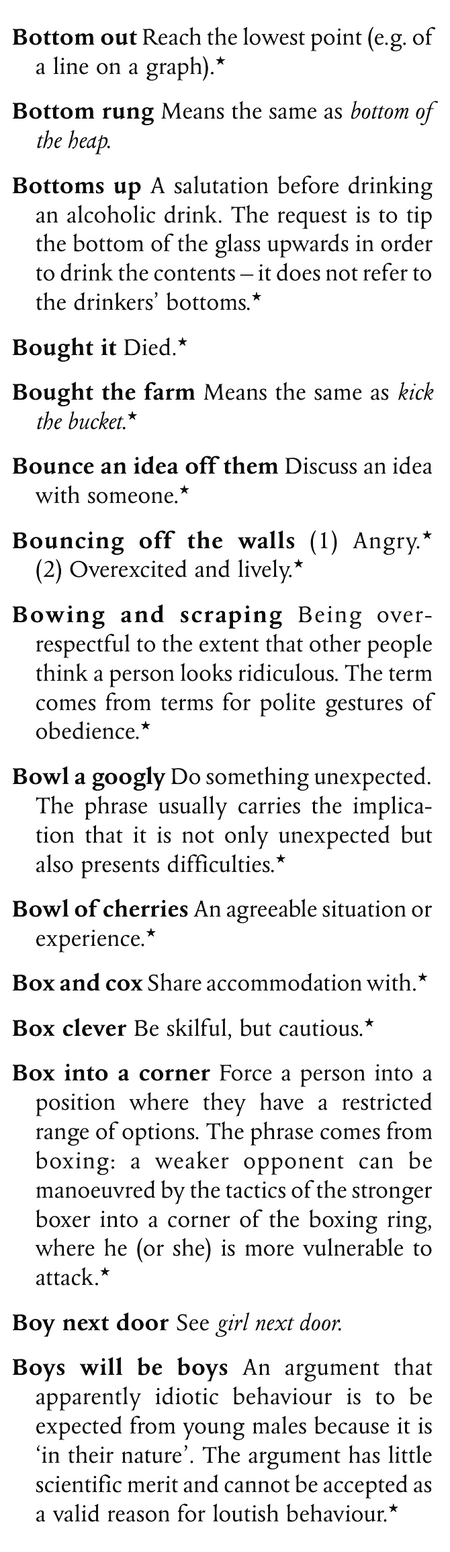 Bottom out Reach the lowest point (e.g. of
a line on a graph).★
Bottom rung Means the same as bottom of
the heap.
Bottoms up A salutation before drinking
an alcoholic drink. The request is to tip
the bottom of the glass upwards in order
to drink the contents – it does not refer to
the drinkers’ bottoms.★
Bought it Died.★
Bought the farm Means the same as kick
the bucket.★
Bounce an idea off them Discuss an idea
with someone.★
Bouncing off the walls (1) Angry.★
(2) Overexcited and lively.★
Bowing and scraping Being over-
respectful to the extent that other people
think a person looks ridiculous. The term
comes from terms for polite gestures of
obedience.★
Bowl a googly Do something unexpected.
The phrase usually carries the implica-
tion that it is not only unexpected but
also presents difficulties.★
Bowl of cherries An agreeable situation or
experience.★
Box and cox Share accommodation with.★
Box clever Be skilful, but cautious.★
Box into a corner Force a person into a
position where they have a restricted
range of options. The phrase comes from
boxing: a weaker opponent can be
manoeuvred by the tactics of the stronger
boxer into a corner of the boxing ring,
where he (or she) is more vulnerable to
attack.★
Boy next door See girl next door.
Boys will be boys An argument that
apparently idiotic behaviour is to be
expected from young males because it is
‘in their nature’. The argument has little
scientific merit and cannot be accepted as
a valid reason for loutish behaviour.★